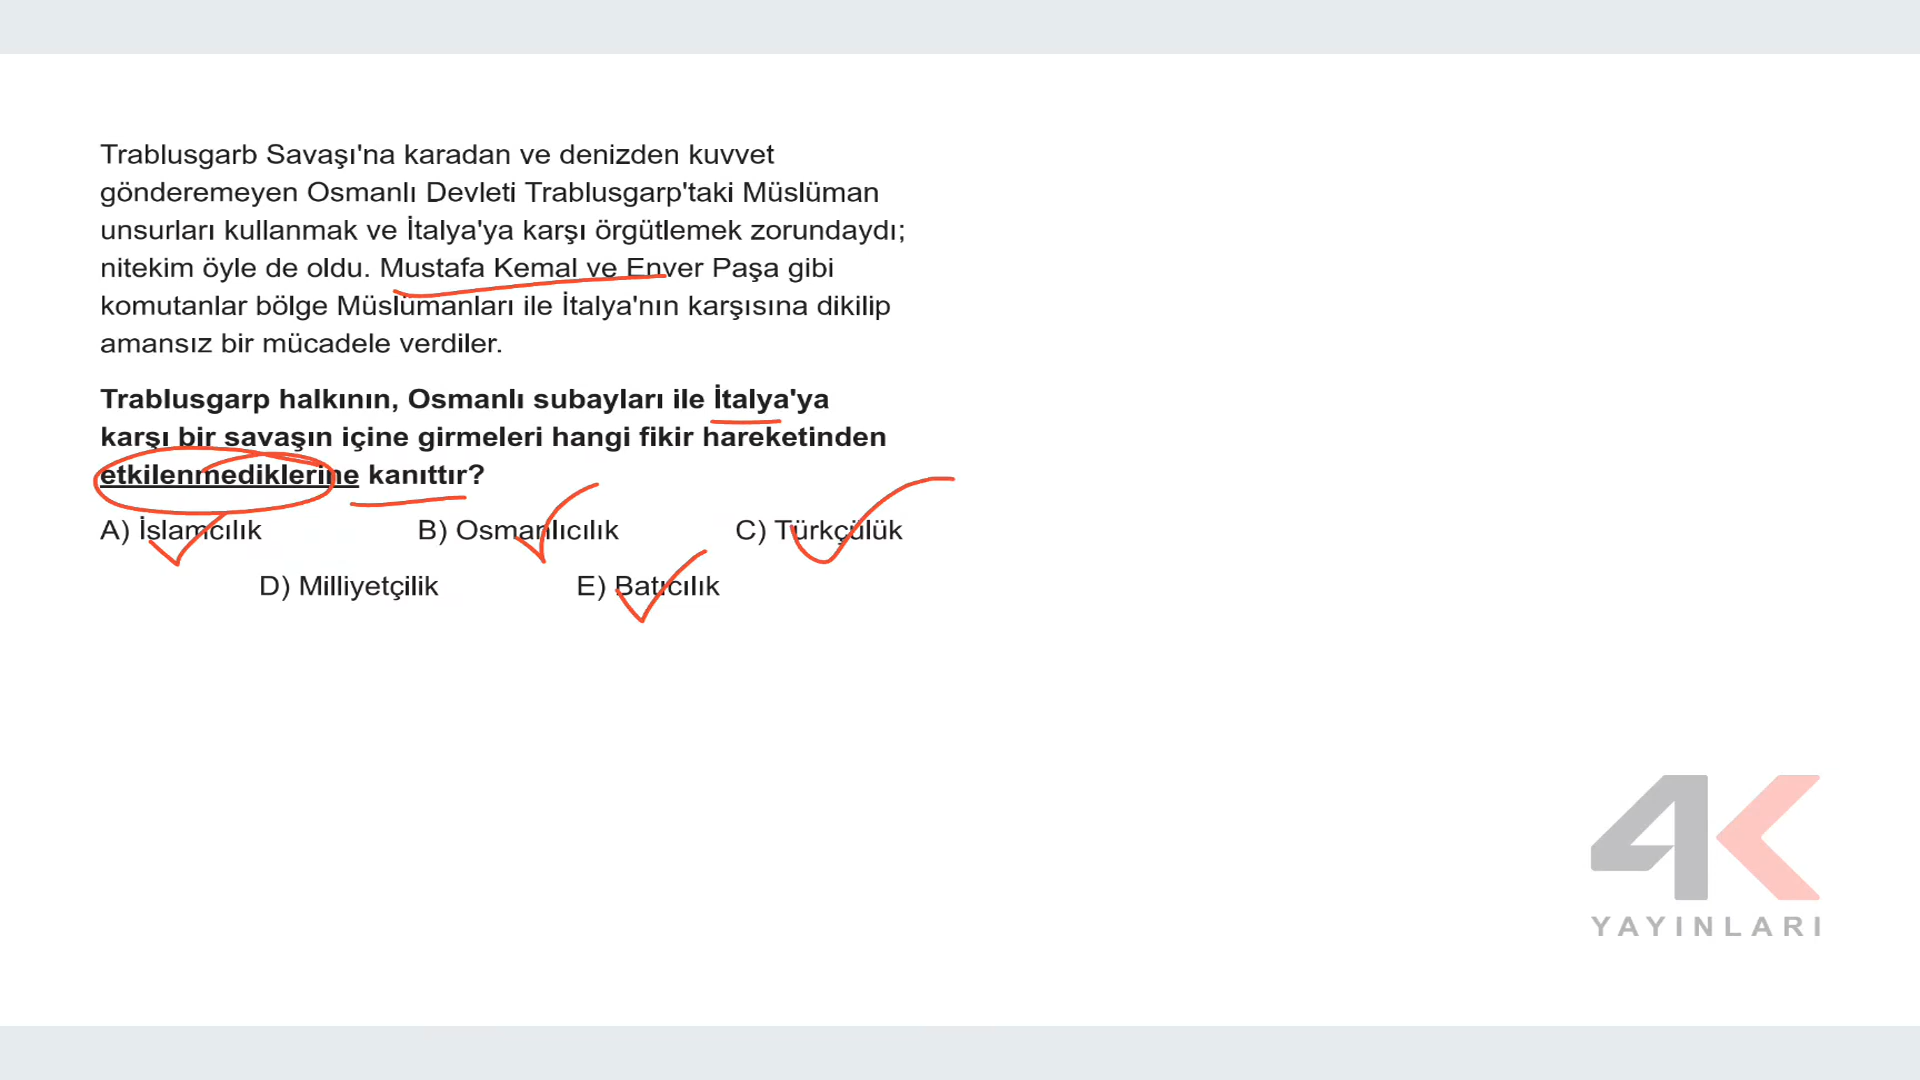 Trablusgarb Savaşı'na karadan ve denizden kuvvet
gönderemeyen Osmanlı Devleti Trablusgarp'taki Müslüman
unsurları kullanmak ve İtalya'ya karşı örgütlemek zorundaydı;
nitekim öyle de oldu. Mustafa Kemal ve Enver Paşa gibi
komutanlar bölge Müslümanları ile İtalya'nın karşısına dikilip
amansız bir mücadele verdiler.
Trablusgarp halkının, Osmanlı subayları ile İtalya'ya
karşı bir savaşın içine girmeleri hangi fikir hareketinden
etkilenmediklerine kanıttır?
A) İslamcılık B) Osmanlıcılık C) Türkçülük
D) Milliyetçilik E) Batıcılık
4K
YAYINLARI